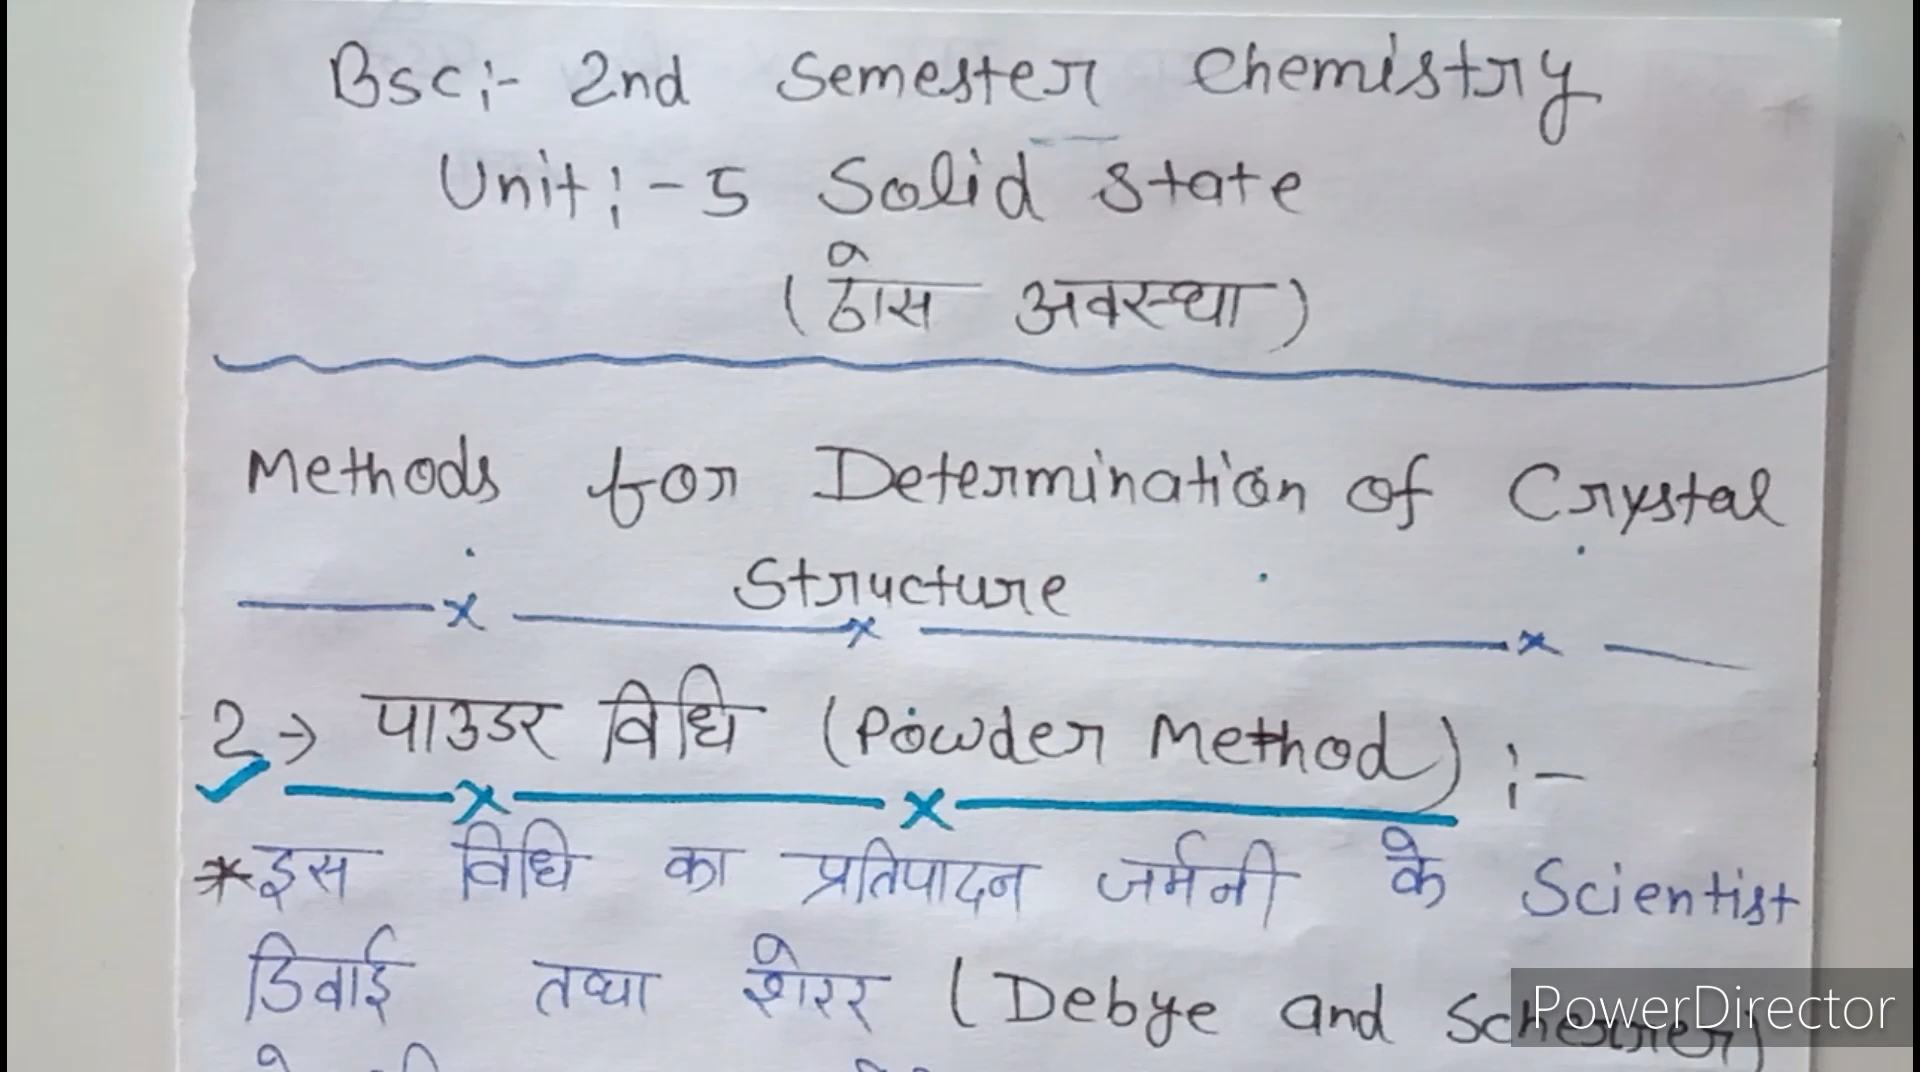 Bsc:- 2nd Semester Chemistry
Unit:-5 Solid state
(ठोस अवस्था)
Methods for Determination of Crystal
Structure
2→ पाउडर विधि (Powder Method) :-
*इस विधि का प्रतिपादन जर्मनी के Scientist
डिवाई तथा शेरर (Debye and Scherrer)
PowerDirector